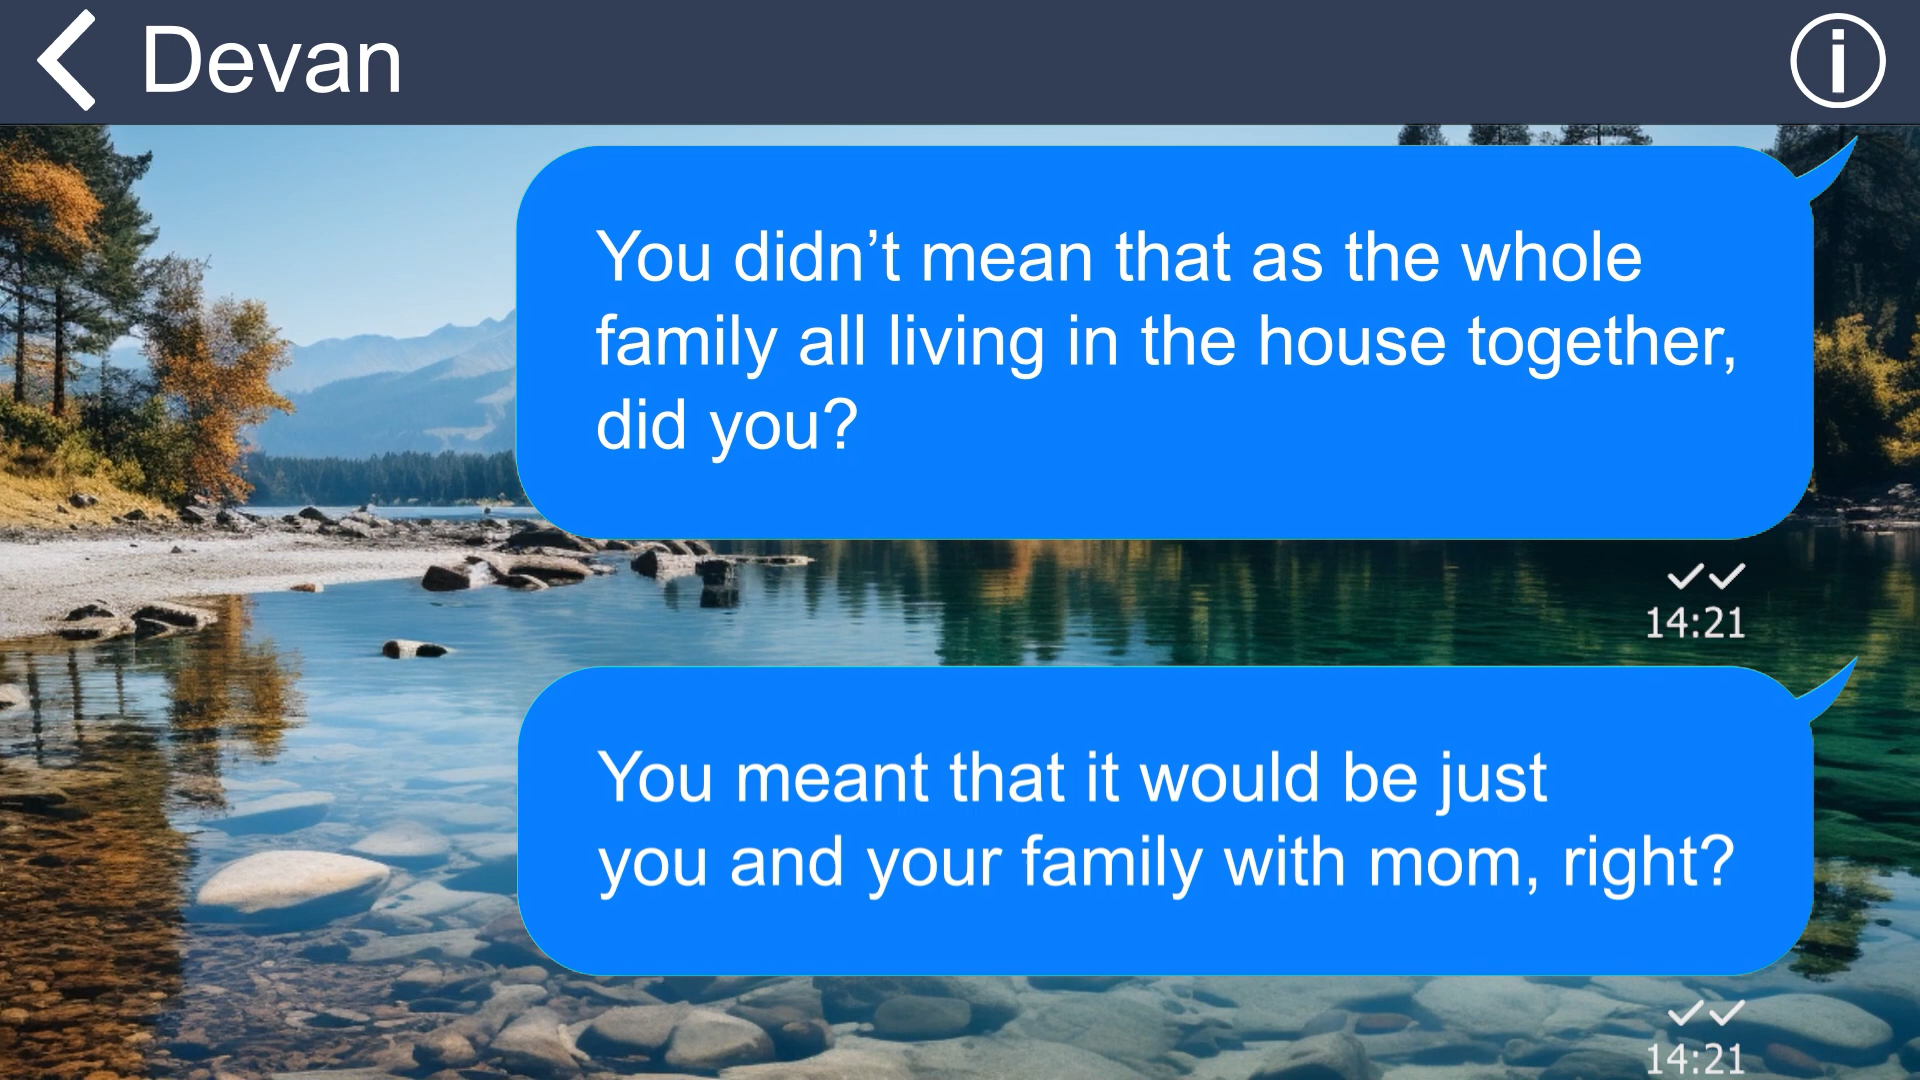 Devan
You didn’t mean that as the whole
family all living in the house together,
did you?
14:21
You meant that it would be just
you and your family with mom, right?
14:21